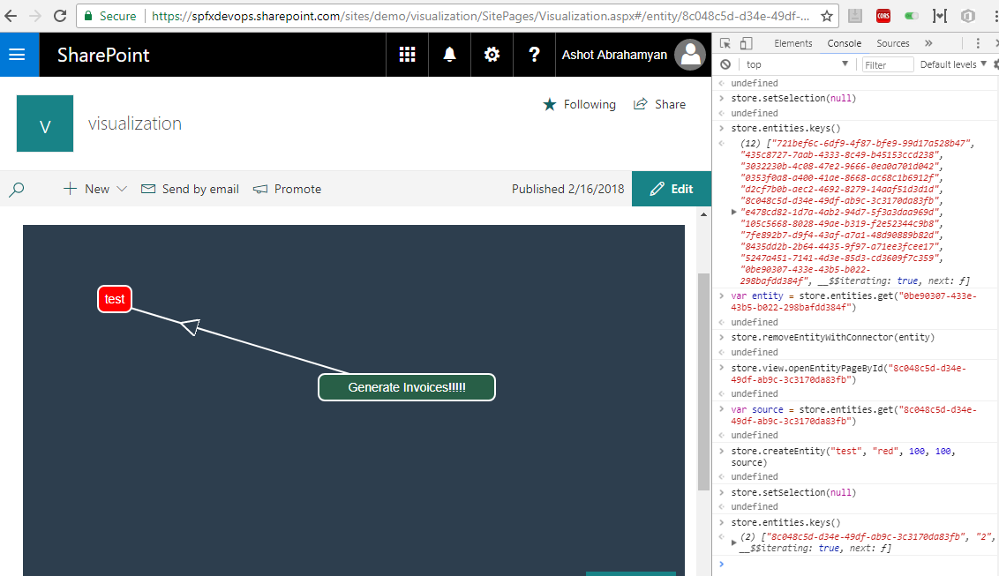 Secure
https://spfxdevops.sharepoint.com/sites/demo/visualization/SitePages/Visualization.aspx#/entity/8c048c5d-d34e-49df-...
CORS
SharePoint
?
Ashot Abrahamyan
V
visualization
Following
Share
New
Send by email
Promote
Published 2/16/2018
Edit
test
Generate Invoices!!!!!
Elements
Console
Sources
»
top
Filter
Default levels
undefined
store.setSelection(null)
undefined
store.entities.keys()
(12) ["721bef6c-6df9-4f87-bfe9-99d17a528b47",
"435c8727-7aab-4333-8c49-b45153ccd238",
"3032230b-4c08-47e2-9666-0ea0a701d042",
"0353f0a8-a400-41ae-8668-ac68c1b6912f",
"d2cf7b0b-aec2-4692-8279-14aaf51d3d1d",
"8c048c5d-d34e-49df-ab9c-3c3170da83fb",
"e478cd82-1d7a-4ab2-94d7-5f3a3daa969d",
"105c5668-8028-49ae-b319-f2e52344c9b8",
"7fe892b7-d9f4-43af-a7a1-48d90889b82d",
"8435dd2b-2b64-4435-9f97-a71ee3fcee17",
"5247a451-7141-4d3e-85d3-cd3609f7c359",
"0be90307-433e-43b5-b022-
298bafdd384f", __$$iterating: true, next: ƒ]
var entity = store.entities.get("0be90307-433e-
43b5-b022-298bafdd384f")
undefined
store.removeEntityWithConnector(entity)
undefined
store.view.openEntityPageById("8c048c5d-d34e-
49df-ab9c-3c3170da83fb")
undefined
var source = store.entities.get("8c048c5d-d34e-
49df-ab9c-3c3170da83fb")
undefined
store.createEntity("test", "red", 100, 100,
source)
undefined
store.setSelection(null)
undefined
store.entities.keys()
(2) ["8c048c5d-d34e-49df-ab9c-3c3170da83fb", "2",
__$$iterating: true, next: ƒ]